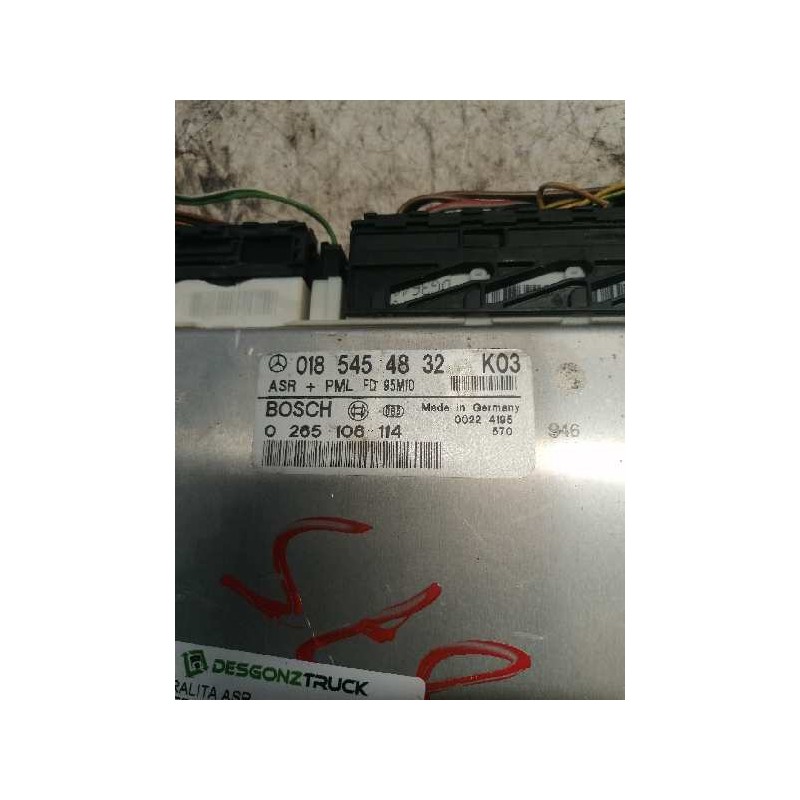 018 545 48 32 K03
ASR + PML FD 95M10
BOSCH Made in Germany
0022 4195
0 265 106 114 570
946
DESGONZTRUCK
RALITA ASR